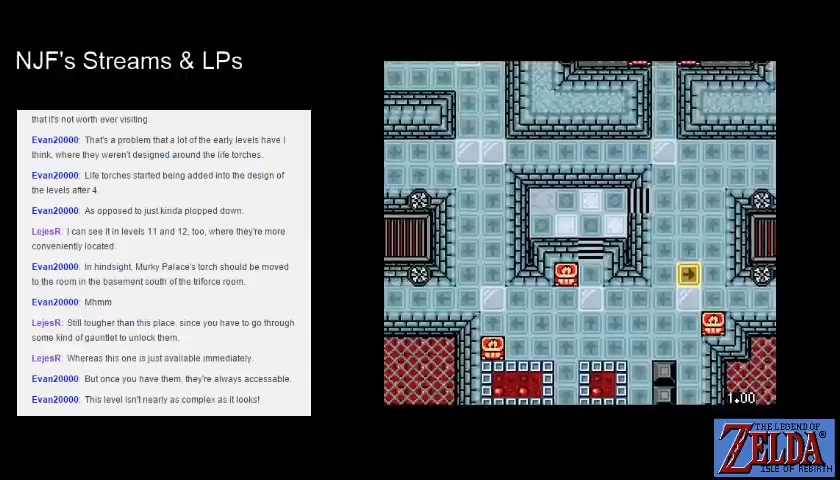 NJF's Streams & LPs
that it's not worth ever visiting.
Evan20000: That's a problem that a lot of the early levels have I
think, where they weren't designed around the life torches.
Evan20000: Life torches started being added into the design of
the levels after 4.
Evan20000: As opposed to just kinda plopped down.
LejesR: I can see it in levels 11 and 12, too, where they're more
conveniently located.
Evan20000: In hindsight, Murky Palace's torch should be moved
to the room in the basement south of the triforce room.
Evan20000: Mhmm
LejesR: Still tougher than this place, since you have to go through
some kind of gauntlet to unlock them.
LejesR: Whereas this one is just available immediately.
Evan20000: But once you have them, they're always accessable.
Evan20000: This level isn't nearly as complex as it looks!
1.00
THE LEGEND OF
ZELDA®
ISLE OF REBIRTH